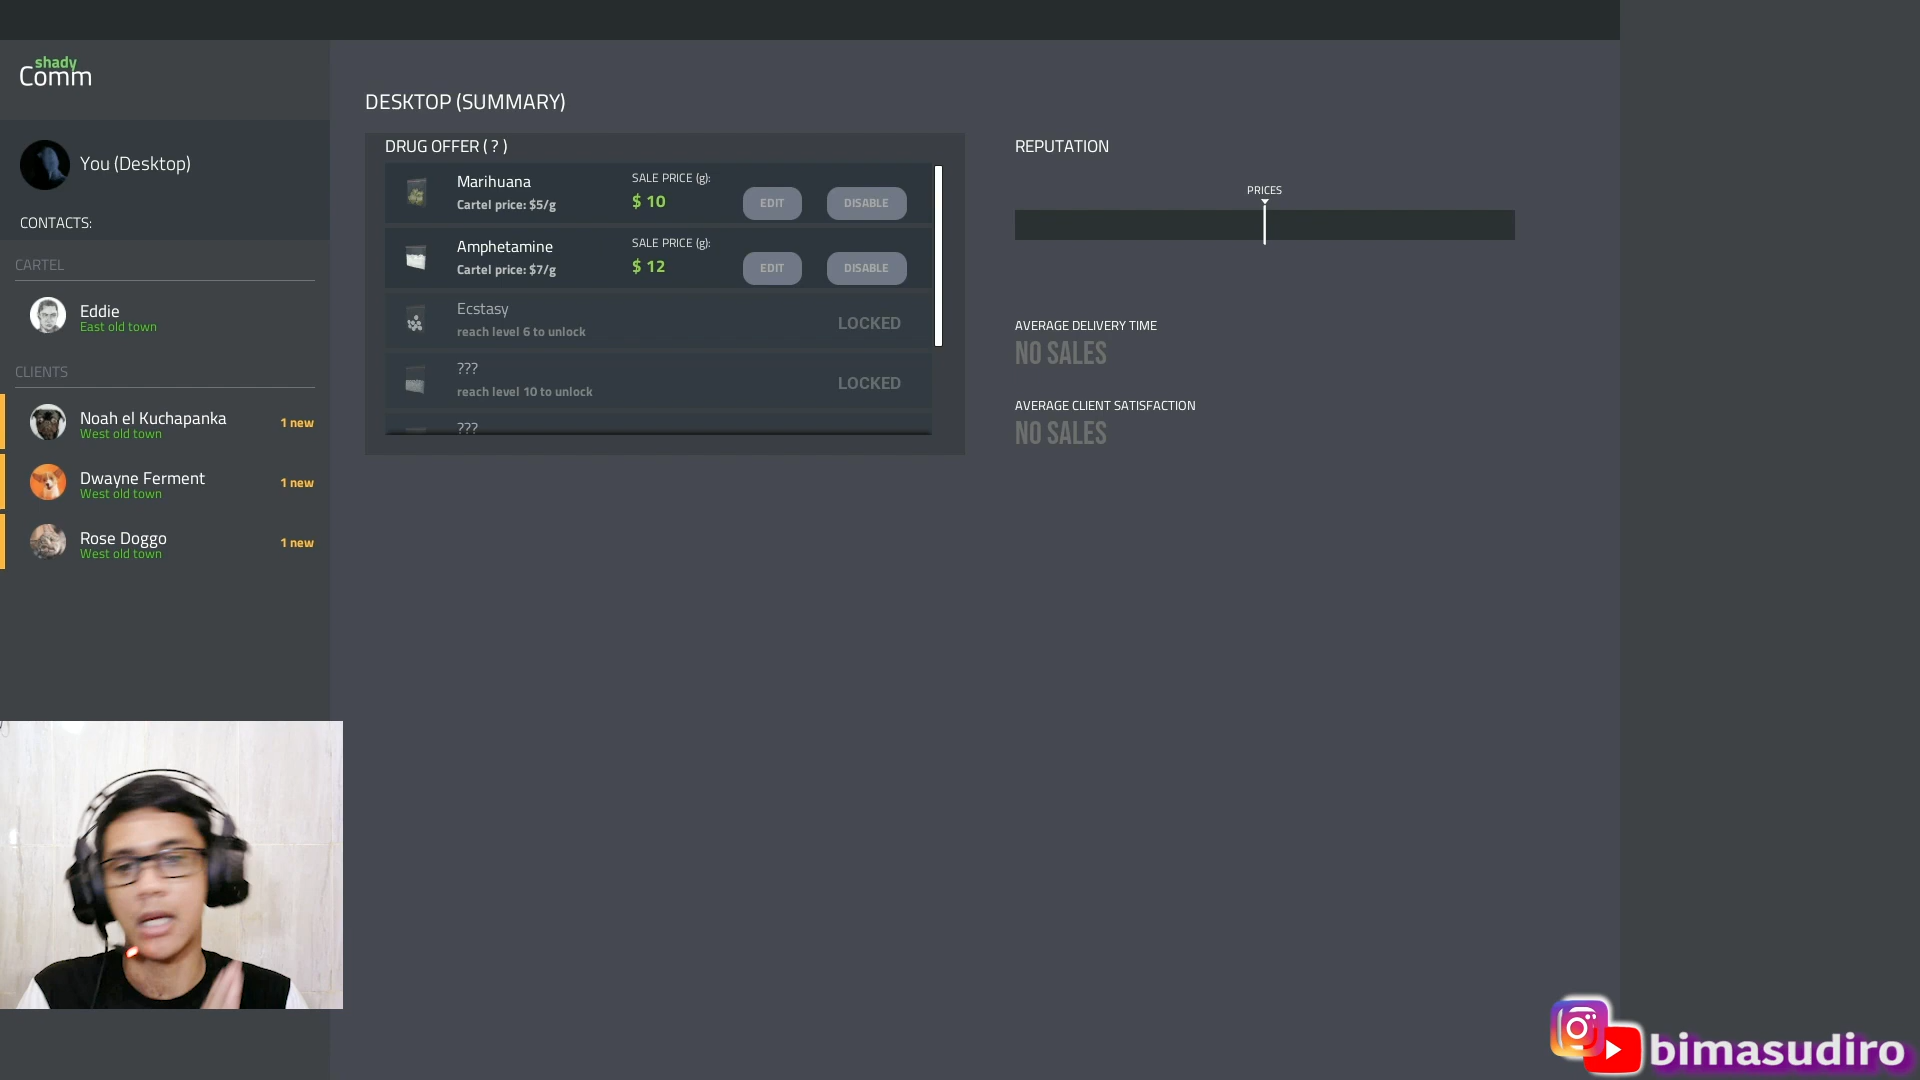 shady
Comm
You (Desktop)
CONTACTS:
CARTEL
Eddie
East old town
CLIENTS
Noah el Kuchapanka
West old town
1 new
Dwayne Ferment
West old town
1 new
Rose Doggo
West old town
1 new
DESKTOP (SUMMARY)
DRUG OFFER ( ? )
Marihuana
Cartel price: $5/g
SALE PRICE (g):
$ 10
EDIT
DISABLE
Amphetamine
Cartel price: $7/g
SALE PRICE (g):
$ 12
EDIT
DISABLE
Ecstasy
reach level 6 to unlock
LOCKED
???
reach level 10 to unlock
LOCKED
???
REPUTATION
PRICES
AVERAGE DELIVERY TIME
NO SALES
AVERAGE CLIENT SATISFACTION
NO SALES
bimasudiro